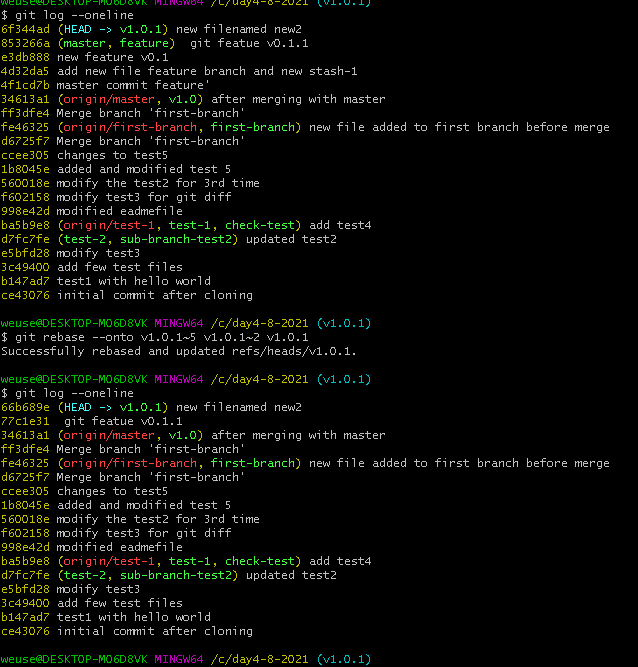 weuse@DESKTOP-MO6D8VK MINGW64 /c/day4-8-2021 (v1.0.1)
$ git log --oneline
6f344ad (HEAD -> v1.0.1) new filenamed new2
853266a (master, feature)  git featue v0.1.1
e3db888 new feature v0.1
4d32da5 add new file feature branch and new stash-1
4f1cd7b master commit feature'
34613a1 (origin/master, v1.0) after merging with master
ff3dfe4 Merge branch 'first-branch'
fe46325 (origin/first-branch, first-branch) new file added to first branch before merge
d6725f7 Merge branch 'first-branch'
ccee305 changes to test5
1b8045e added and modified test 5
560018e modify the test2 for 3rd time
f602158 modify test3 for git diff
998e42d modified eadmefile
ba5b9e8 (origin/test-1, test-1, check-test) add test4
d7fc7fe (test-2, sub-branch-test2) updated test2
e5bfd28 modify test3
3c49400 add few test files
b147ad7 test1 with hello world
ce43076 initial commit after cloning
weuse@DESKTOP-MO6D8VK MINGW64 /c/day4-8-2021 (v1.0.1)
$ git rebase --onto v1.0.1~5 v1.0.1~2 v1.0.1
Successfully rebased and updated refs/heads/v1.0.1.
weuse@DESKTOP-MO6D8VK MINGW64 /c/day4-8-2021 (v1.0.1)
$ git log --oneline
66b689e (HEAD -> v1.0.1) new filenamed new2
77c1e31  git featue v0.1.1
34613a1 (origin/master, v1.0) after merging with master
ff3dfe4 Merge branch 'first-branch'
fe46325 (origin/first-branch, first-branch) new file added to first branch before merge
d6725f7 Merge branch 'first-branch'
ccee305 changes to test5
1b8045e added and modified test 5
560018e modify the test2 for 3rd time
f602158 modify test3 for git diff
998e42d modified eadmefile
ba5b9e8 (origin/test-1, test-1, check-test) add test4
d7fc7fe (test-2, sub-branch-test2) updated test2
e5bfd28 modify test3
3c49400 add few test files
b147ad7 test1 with hello world
ce43076 initial commit after cloning
weuse@DESKTOP-MO6D8VK MINGW64 /c/day4-8-2021 (v1.0.1)